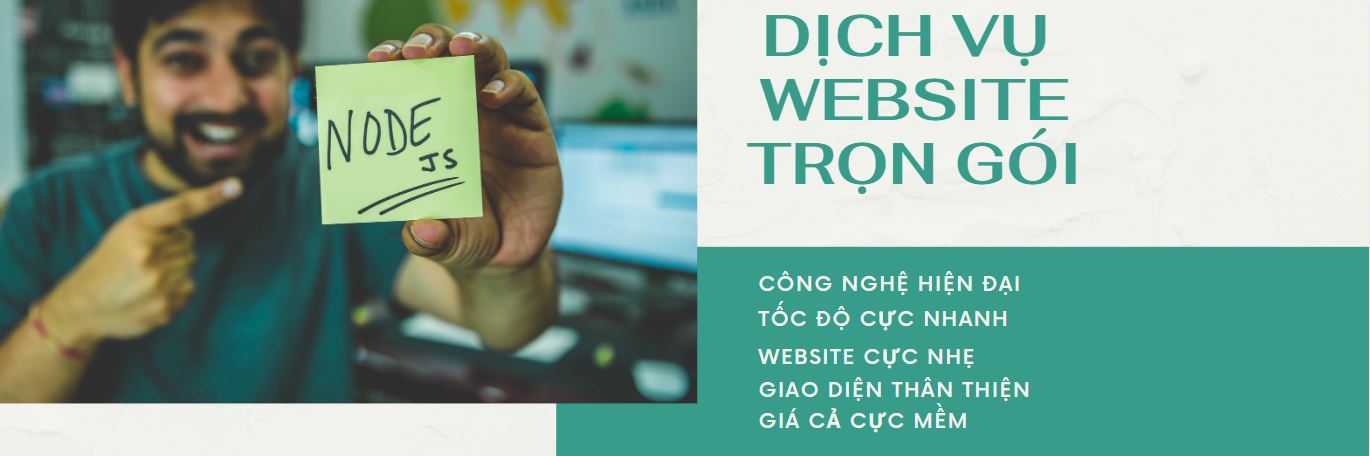 NODE
JS
DỊCH VỤ
WEBSITE
TRỌN GÓI
CÔNG NGHỆ HIỆN ĐẠI
TỐC ĐỘ CỰC NHANH
WEBSITE CỰC NHẸ
GIAO DIỆN THÂN THIỆN
GIÁ CẢ CỰC MỀM